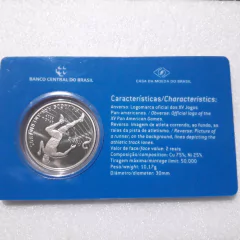 BANCO CENTRAL DO BRASIL
CASA DA MOEDA DO BRASIL
Características/Characteristics:
Anverso: Logomarca oficial dos XV Jogos
Pan-americanos. / Obverse: Official logo of the
XV Pan American Games.
Reverso: Imagem de atleta correndo, ao fundo, as
raias da pista de atletismo. / Reverse: Picture of
a runner; on the background, lines depicting the
athletic track lanes.
Valor de face/face value: 2 reais
Composição/composition: Cu 75%, Ni 25%
Tiragem máxima/mintage limit: 50.000
Peso/mass: 10,17g
Diâmetro/diameter: 30mm